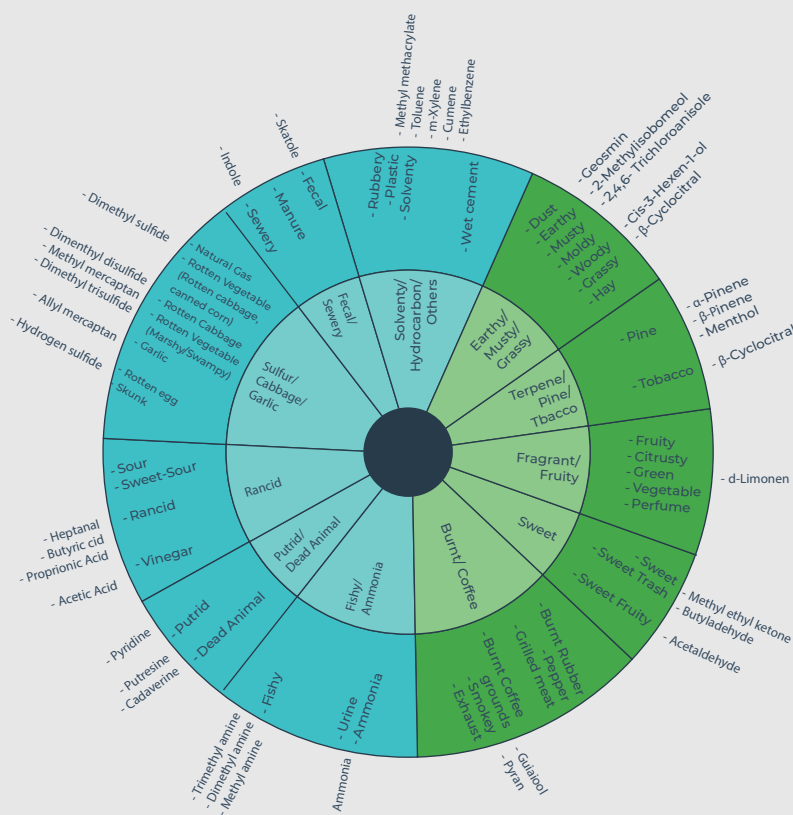 - Methyl methacrylate
- Toluene
- m-Xylene
- Cumene
- Ethylbenzene
- Rubbery
- Plastic
- Solventy
- Wet cement
Solventy/
Hydrocarbon/
Others
- Geosmin
- 2-Methylisobomeol
- 2,4,6- Trichloroanisole
- Cis-3-Hexen-1-ol
- β-Cyclocitral
- Dust
- Earthy
- Musty
- Moldy
- Woody
- Grassy
- Hay
Earthy/
Musty/
Grassy
- α-Pinene
- β-Pinene
- Menthol
- β-Cyclocitral
- Pine
- Tobacco
Terpene/
Pine/
Tbacco
- d-Limonen
- Fruity
- Citrusty
- Green
- Vegetable
- Perfume
Fragrant/
Fruity
- Methyl ethyl ketone
- Butyladehyde
- Acetaldehyde
- Sweet
- Sweet Trash
- Sweet Fruity
Sweet
- Guiaiool
- Pyran
- Burnt Rubber
- Pepper
- Grilled meat
- Burnt Coffee
grounds
- Smokey
- Exhaust
Burnt/ Coffee
Ammonia
- Trimethyl amine
- Dimethyl amine
- Methyl amine
- Fishy
- Urine
- Ammonia
Fishy/
Ammonia
- Pyridine
- Putresine
- Cadaverine
- Putrid
- Dead Animal
Putrid/
Dead Animal
- Heptanal
- Butyric cid
- Proprionic Acid
- Acetic Acid
- Sour
- Sweet-Sour
- Rancid
- Vinegar
Rancid
- Dimethyl sulfide
- Dimenthyl disulfide
- Methyl mercaptan
- Dimethyl trisulfide
- Allyl mercaptan
- Hydrogen sulfide
- Natural Gas
- Rotten Vegetable
(Rotten cabbage,
canned corn)
- Rotten Cabbage
- Rotten Vegetable
(Marshy/Swampy)
- Garlic
- Rotten egg
- Skunk
Sulfur/
Cabbage/
Garlic
- Skatole
- Indole
- Fecal
- Manure
- Sewery
Fecal/
Sewery